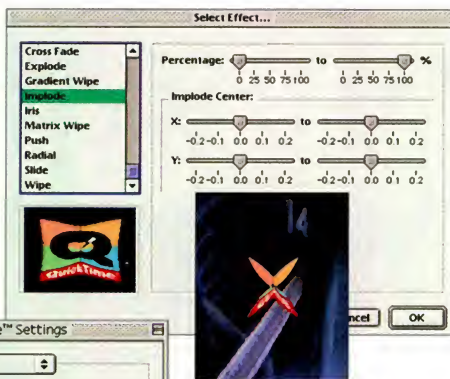 Select Effect...
Cross Fade
Explode
Gradient Wipe
Implode
Iris
Matrix Wipe
Push
Radial
Slide
Wipe
Percentage: to %
0 25 50 75 100 0 25 50 75 100
Implode Center:
X: to
-0.2 -0.1 0.0 0.1 0.2 -0.2 -0.1 0.0 0.1 0.2
Y: to
-0.2 -0.1 0.0 0.1 0.2 -0.2 -0.1 0.0 0.1 0.2
QuickTime
14
ncel OK
e™ Settings